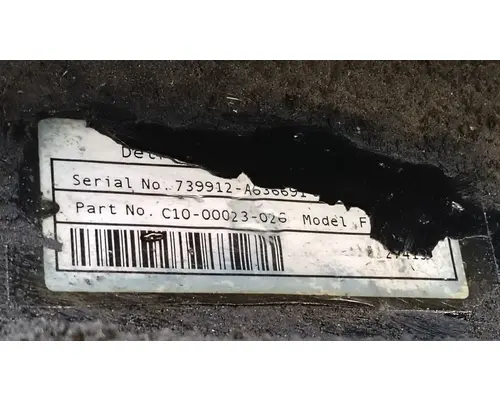 Serial No. 739912-A636691
Part No. C10-00023-026 Model F